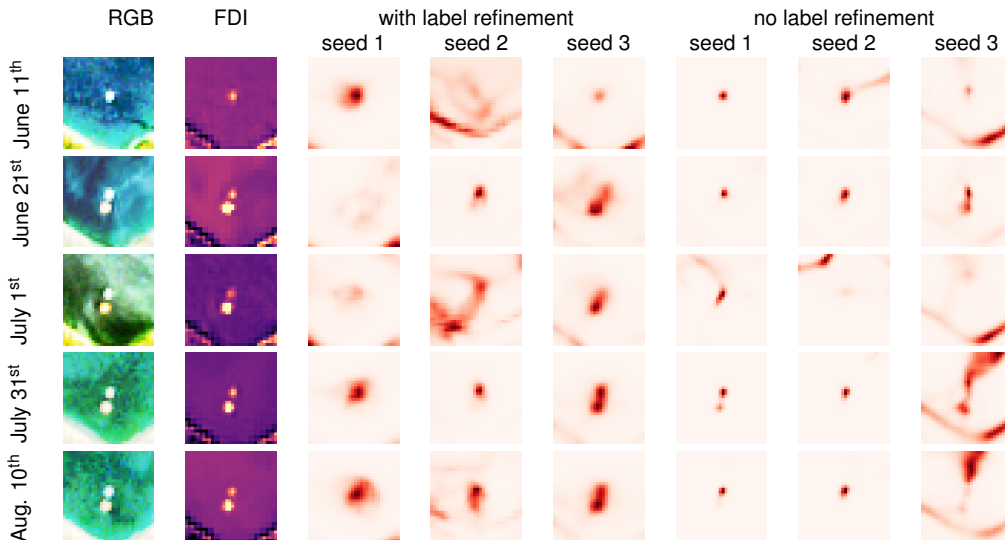 RGB FDI with label refinement no label refinement
seed 1 seed 2 seed 3 seed 1 seed 2 seed 3
June 11th
June 21st
July 1st
July 31st
Aug. 10th